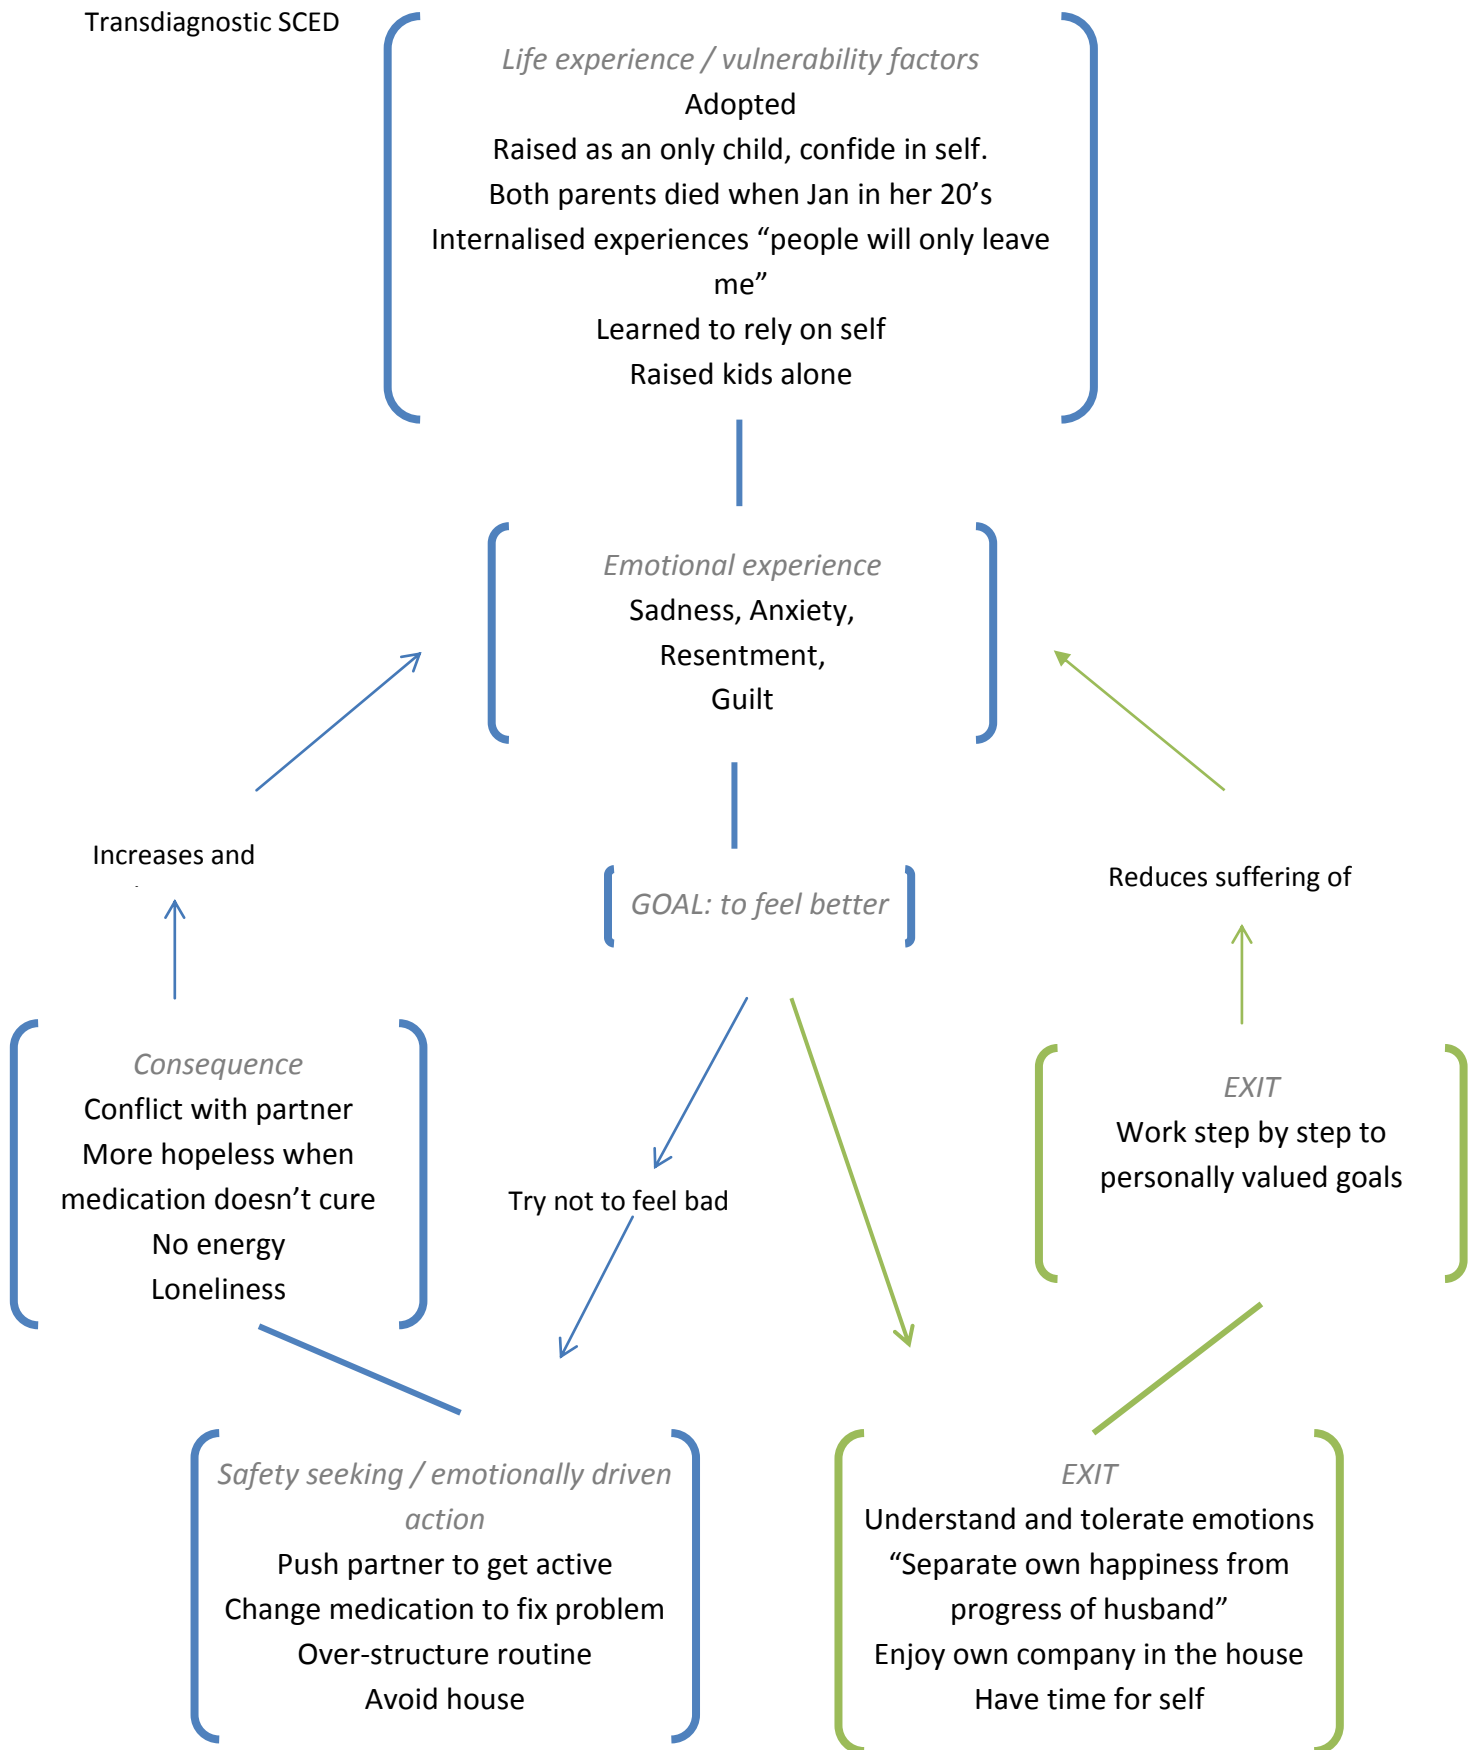 Transdiagnostic SCED
Life experience / vulnerability factors
Adopted
Raised as an only child, confide in self.
Both parents died when Jan in her 20’s
Internalised experiences “people will only leave
me”
Learned to rely on self
Raised kids alone
Emotional experience
Sadness, Anxiety,
Resentment,
Guilt
Increases and
GOAL: to feel better
Reduces suffering of
Consequence
Conflict with partner
More hopeless when
medication doesn’t cure
No energy
Loneliness
Try not to feel bad
EXIT
Work step by step to
personally valued goals
Safety seeking / emotionally driven
action
Push partner to get active
Change medication to fix problem
Over-structure routine
Avoid house
EXIT
Understand and tolerate emotions
“Separate own happiness from
progress of husband”
Enjoy own company in the house
Have time for self